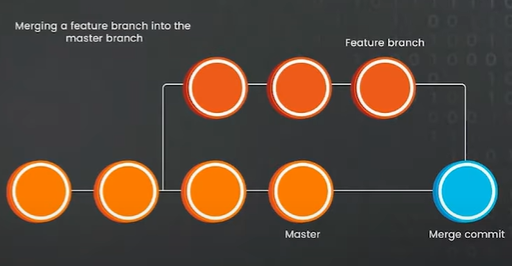 Merging a feature branch into the
master branch
Feature branch
Master
Merge commit